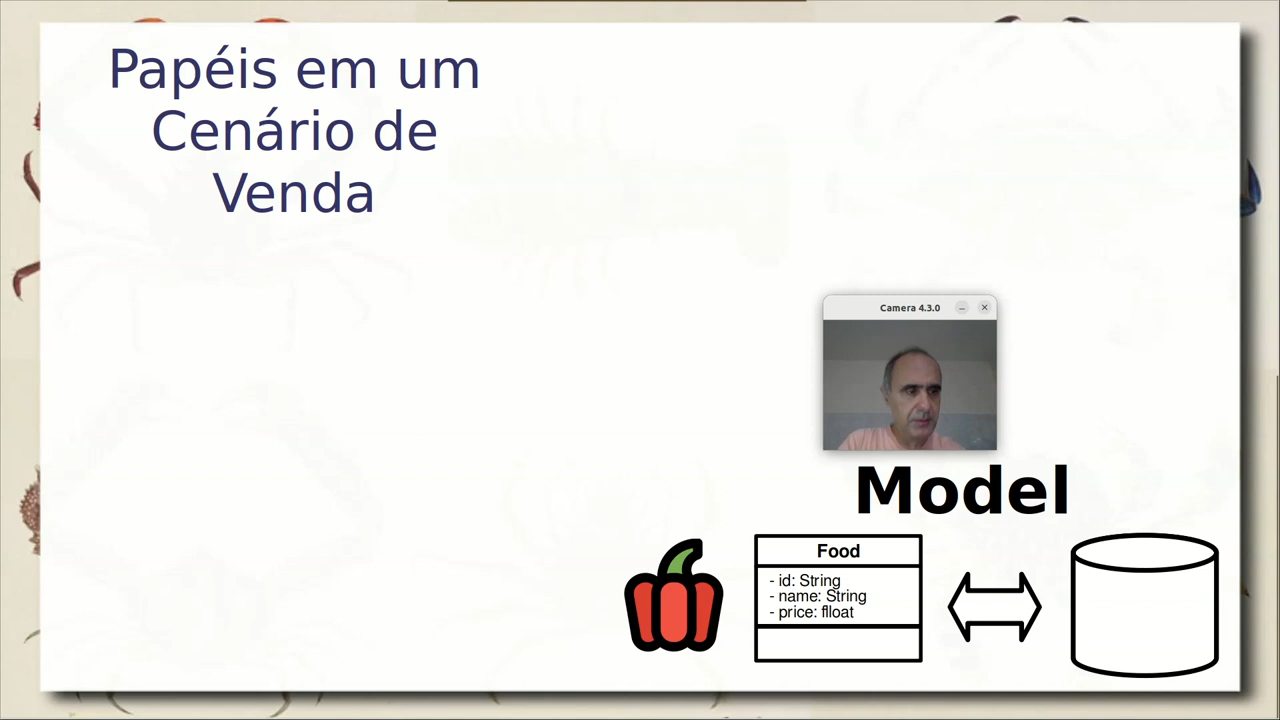 Papéis em um
Cenário de
Venda
Camera 4.3.0
Model
Food
- id: String
- name: String
- price: flloat